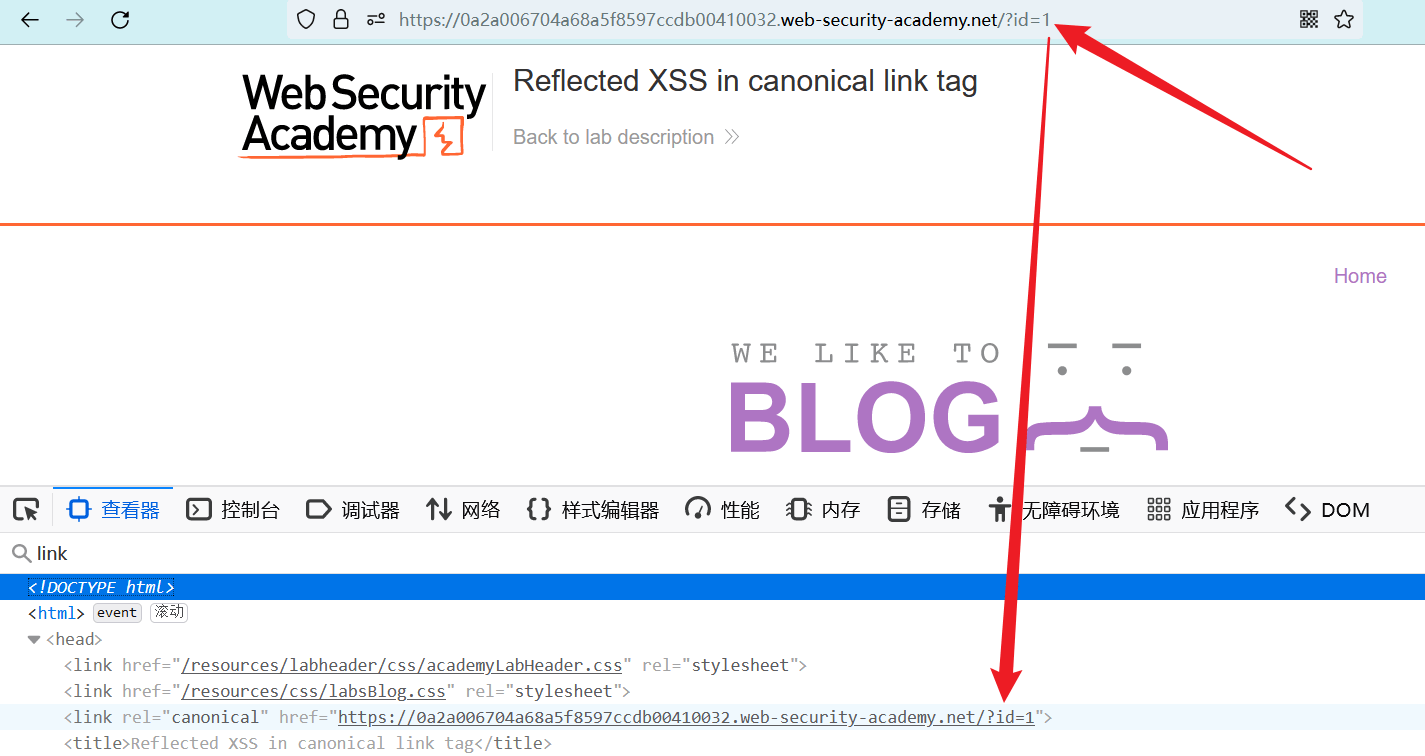 https://0a2a006704a68a5f8597ccdb00410032.web-security-academy.net/?id=1
Web Security
Academy
Reflected XSS in canonical link tag
Back to lab description
Home
WE LIKE TO
BLOG
查看器 控制台 调试器 网络 {} 样式编辑器 性能 内存 存储 无障碍环境 应用程序 DOM
link
<!DOCTYPE html>
<html> event 滚动
<head>
<link href="/resources/labheader/css/academyLabHeader.css" rel="stylesheet">
<link href="/resources/css/labsBlog.css" rel="stylesheet">
<link rel="canonical" href="https://0a2a006704a68a5f8597ccdb00410032.web-security-academy.net/?id=1">
<title>Reflected XSS in canonical link tag</title>